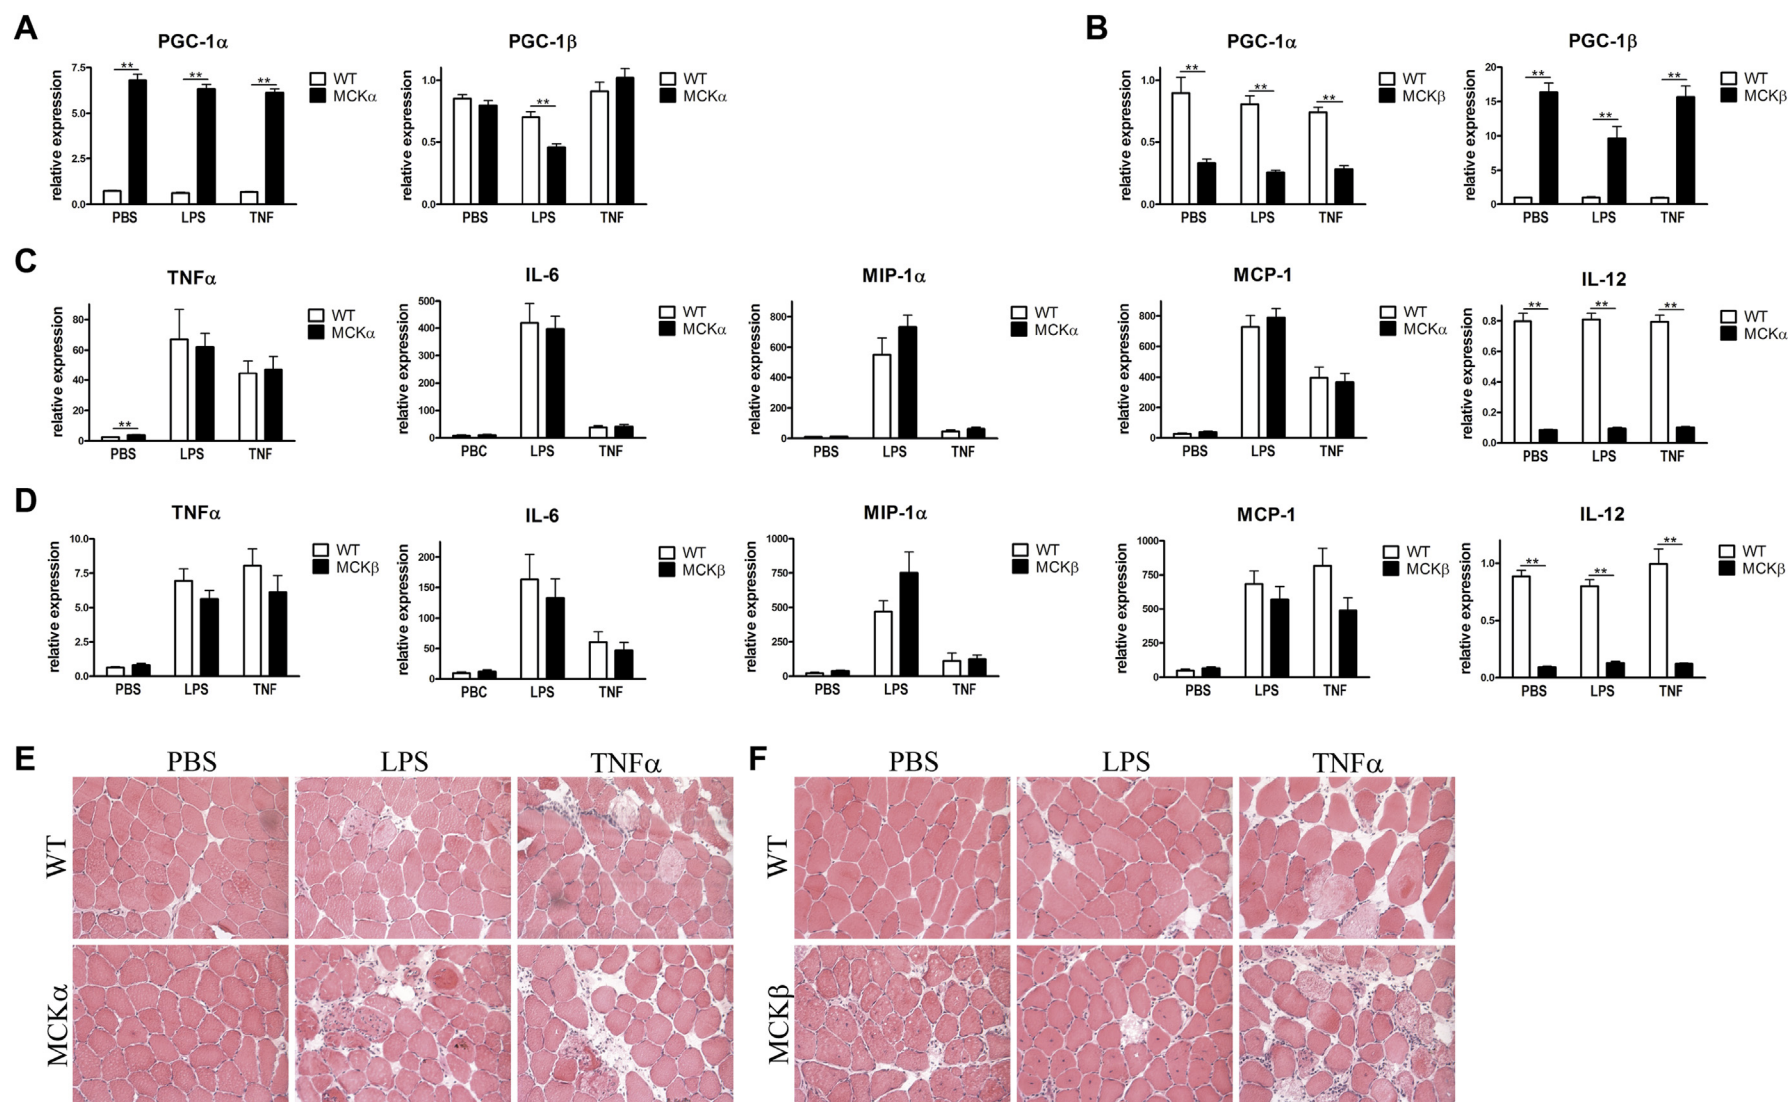 A
PGC-1α
relative expression
7.5
5.0
2.5
0.0
**
**
**
PBS
LPS
TNF
WT
MCKα
PGC-1β
relative expression
1.0
0.5
0.0
**
PBS
LPS
TNF
WT
MCKα
B
PGC-1α
relative expression
1.0
0.5
0.0
**
**
**
PBS
LPS
TNF
WT
MCKβ
PGC-1β
relative expression
20
15
10
5
0
**
**
**
PBS
LPS
TNF
WT
MCKβ
C
TNFα
relative expression
80
60
40
20
0
**
PBS
LPS
TNF
WT
MCKα
IL-6
relative expression
500
400
300
200
100
0
PBC
LPS
TNF
WT
MCKα
MIP-1α
relative expression
800
600
400
200
0
PBS
LPS
TNF
WT
MCKα
MCP-1
relative expression
800
600
400
200
0
PBS
LPS
TNF
WT
MCKα
IL-12
relative expression
0.8
0.6
0.4
0.2
0.0
**
**
**
PBS
LPS
TNF
WT
MCKα
D
TNFα
relative expression
10.0
7.5
5.0
2.5
0.0
PBS
LPS
TNF
WT
MCKβ
IL-6
relative expression
200
150
100
50
0
PBC
LPS
TNF
WT
MCKβ
MIP-1α
relative expression
1000
750
500
250
0
PBS
LPS
TNF
WT
MCKβ
MCP-1
relative expression
1000
750
500
250
0
PBS
LPS
TNF
WT
MCKβ
IL-12
relative expression
1.0
0.5
0.0
**
**
**
PBS
LPS
TNF
WT
MCKβ
E
PBS
LPS
TNFα
WT
MCKα
F
PBS
LPS
TNFα
WT
MCKβ